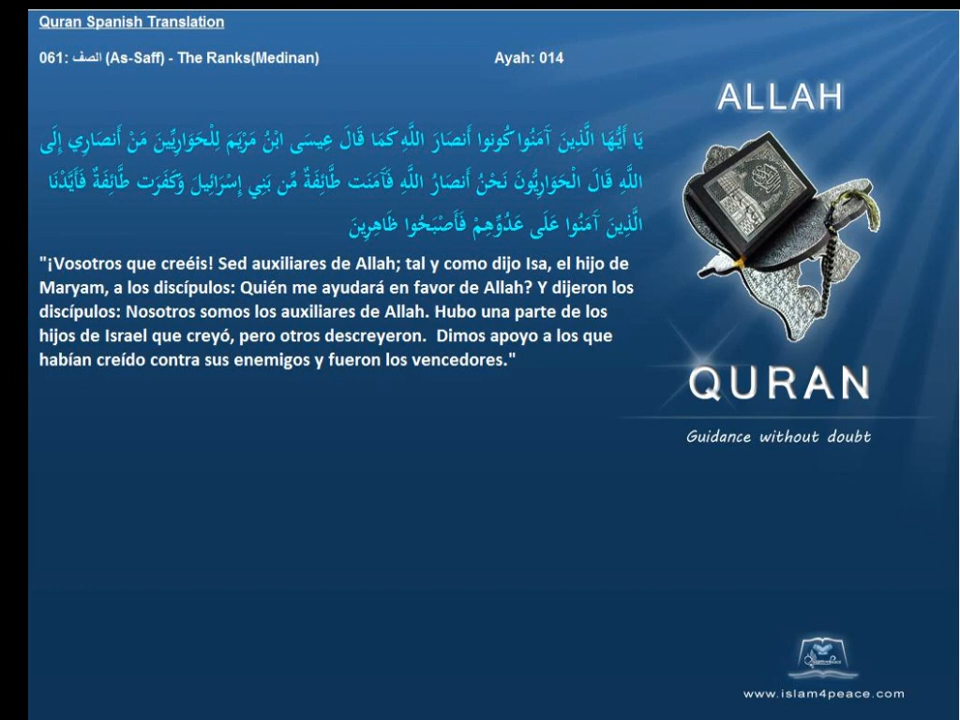 Quran Spanish Translation
061: الصف (As-Saff) - The Ranks(Medinan) Ayah: 014
يَا أَيُّهَا الَّذِينَ آمَنُوا كُونوا أَنصَارَ اللَّهِ كَمَا قَالَ عِيسَى ابْنُ مَرْيَمَ لِلْحَوَارِيِّينَ مَنْ أَنصَارِي إِلَى
اللَّهِ قَالَ الْحَوَارِيُّونَ نَحْنُ أَنصَارُ اللَّهِ فَآمَنَت طَّائِفَةٌ مِّن بَنِي إِسْرَائِيلَ وَكَفَرَت طَّائِفَةٌ فَأَيَّدْنَا
الَّذِينَ آمَنُوا عَلَى عَدُوِّهِمْ فَأَصْبَحُوا ظَاهِرِينَ
"¡Vosotros que creéis! Sed auxiliares de Allah; tal y como dijo Isa, el hijo de
Maryam, a los discípulos: Quién me ayudará en favor de Allah? Y dijeron los
discípulos: Nosotros somos los auxiliares de Allah. Hubo una parte de los
hijos de Israel que creyó, pero otros descreyeron.  Dimos apoyo a los que
habían creído contra sus enemigos y fueron los vencedores."
ALLAH
QURAN
Guidance without doubt
www.islam4peace.com